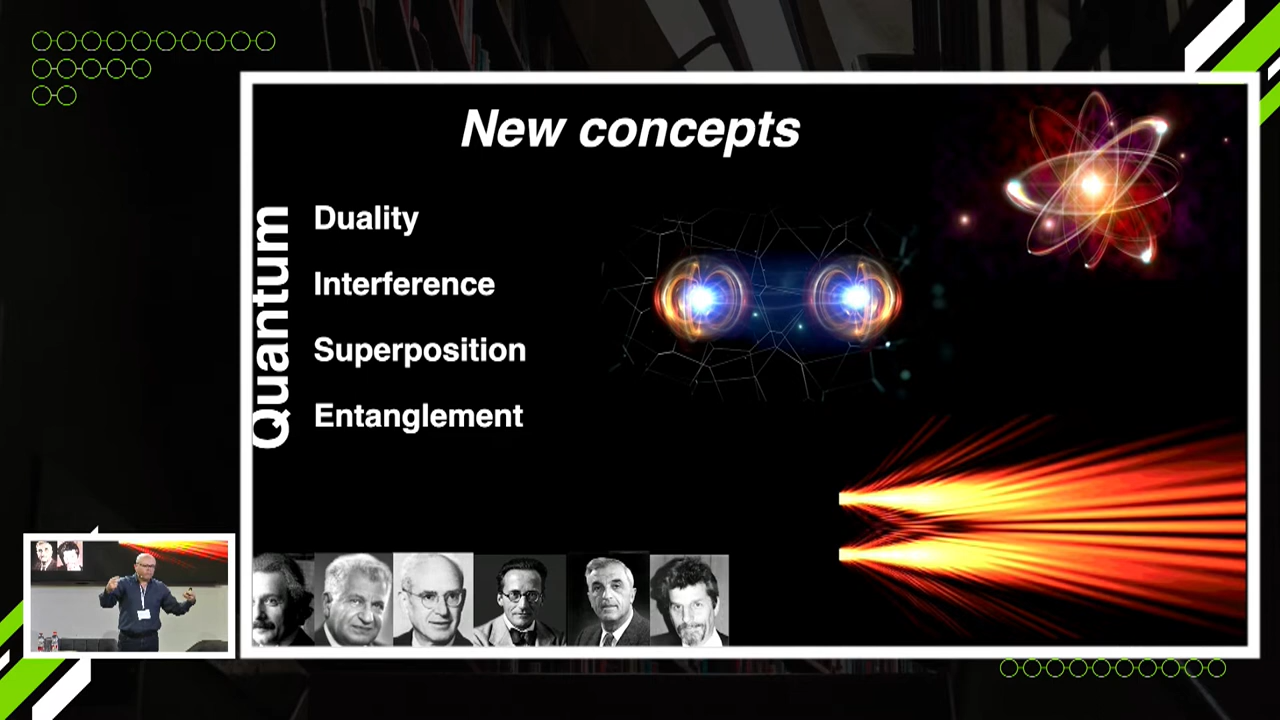 New concepts
Quantum
Duality
Interference
Superposition
Entanglement